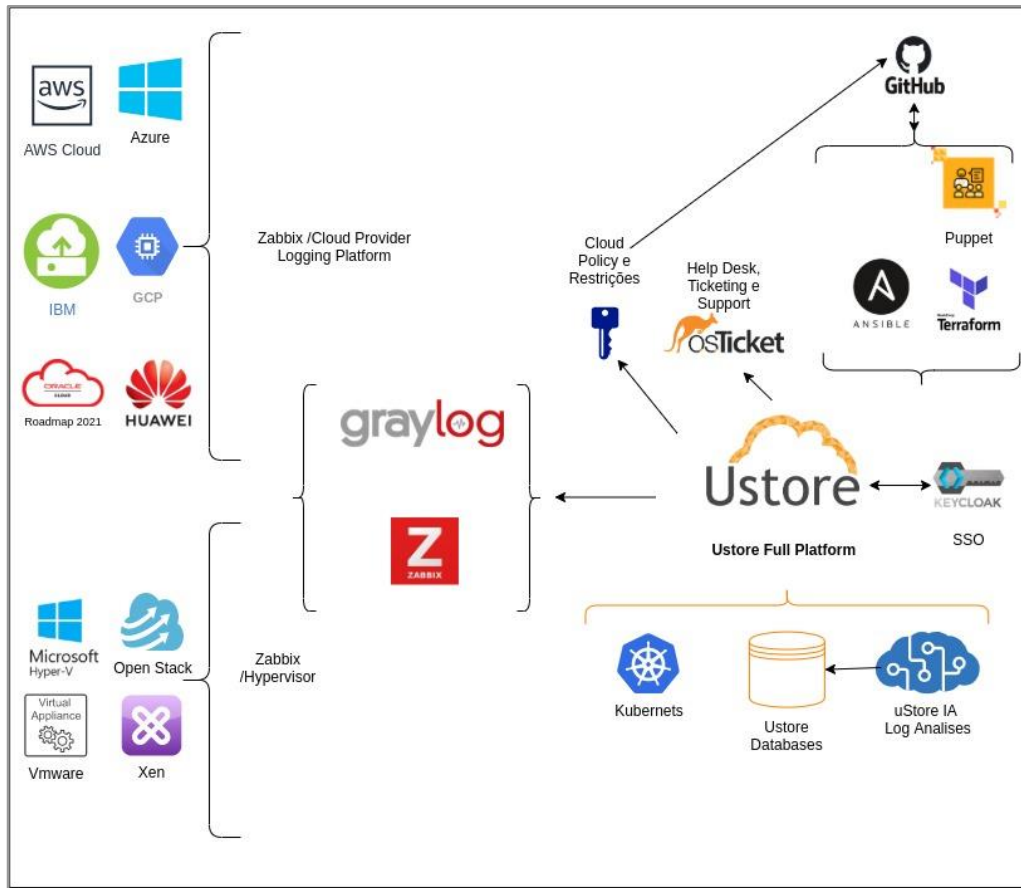 aws
AWS Cloud
Azure
IBM
GCP
ORACLE
CLOUD
Roadmap 2021
HUAWEI
Zabbix /Cloud Provider
Logging Platform
Microsoft
Hyper-V
Open Stack
Virtual
Appliance
Vmware
Xen
Zabbix
/Hypervisor
graylog
Z
ZABBIX
Cloud
Policy e
Restrições
Help Desk,
Ticketing e
Support
osTicket
GitHub
Puppet
A
ANSIBLE
HashiCorp
Terraform
Ustore
Ustore Full Platform
KEYCLOAK
SSO
Kubernets
Ustore
Databases
uStore IA
Log Analises